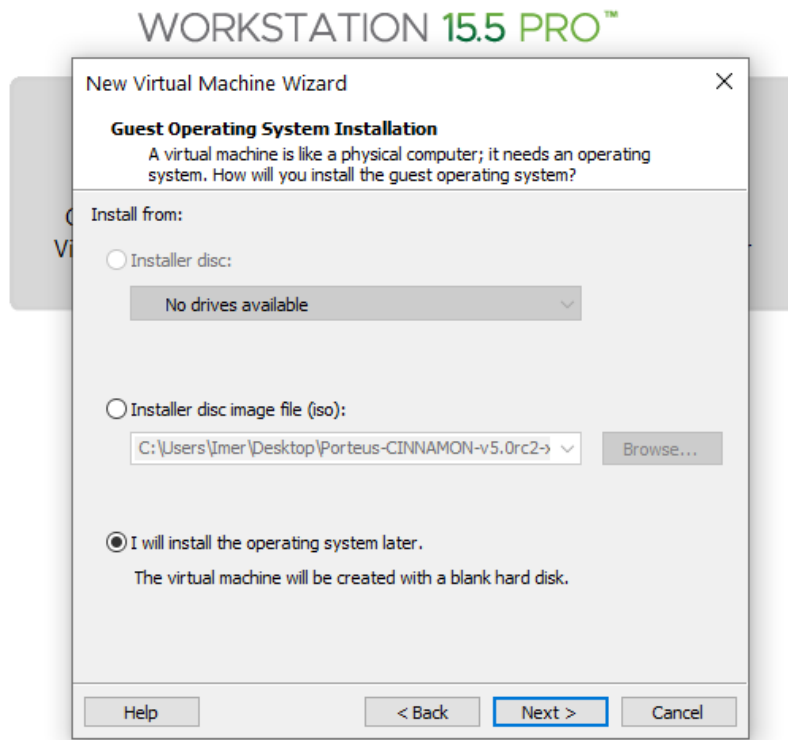 WORKSTATION 15.5 PRO™
New Virtual Machine Wizard
Guest Operating System Installation
A virtual machine is like a physical computer; it needs an operating
system. How will you install the guest operating system?
Install from:
Installer disc:
No drives available
Installer disc image file (iso):
C:\Users\Imer\Desktop\Porteus-CINNAMON-v5.0rc2-x
Browse...
I will install the operating system later.
The virtual machine will be created with a blank hard disk.
Help
< Back
Next >
Cancel